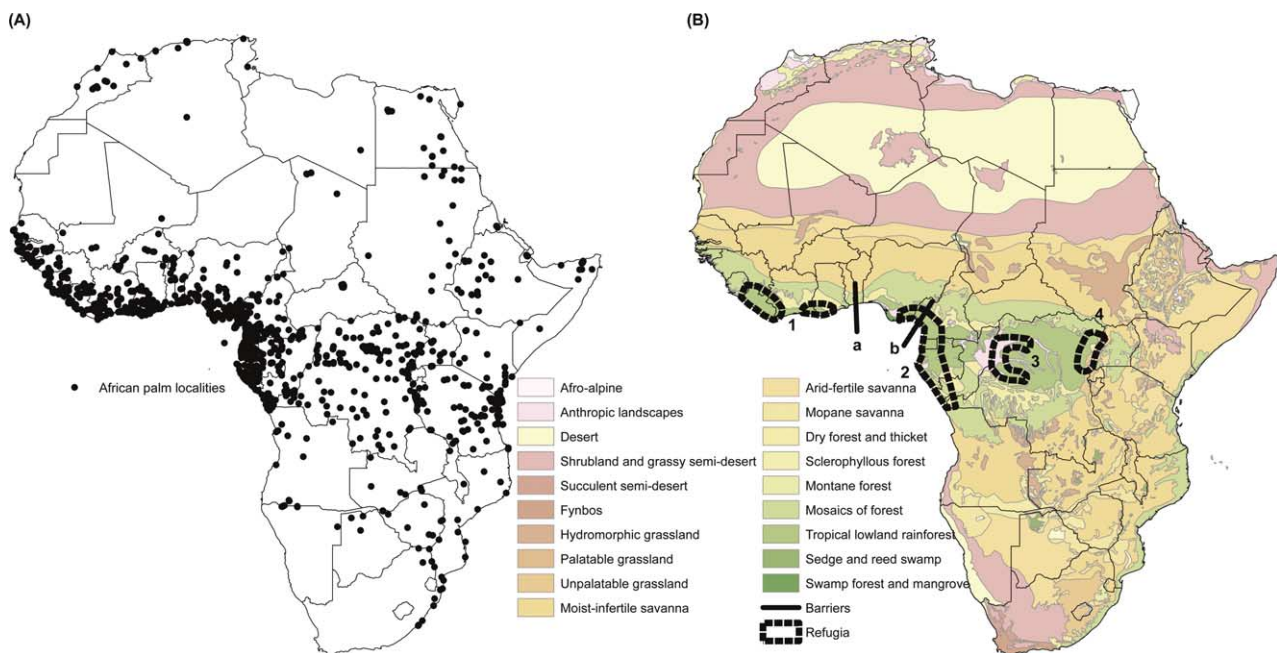 (A)
African palm localities
Afro-alpine
Anthropic landscapes
Desert
Shrubland and grassy semi-desert
Succulent semi-desert
Fynbos
Hydromorphic grassland
Palatable grassland
Unpalatable grassland
Moist-infertile savanna
(B)
1
a
b
2
3
4
Arid-fertile savanna
Mopane savanna
Dry forest and thicket
Sclerophyllous forest
Montane forest
Mosaics of forest
Tropical lowland rainforest
Sedge and reed swamp
Swamp forest and mangrove
Barriers
Refugia